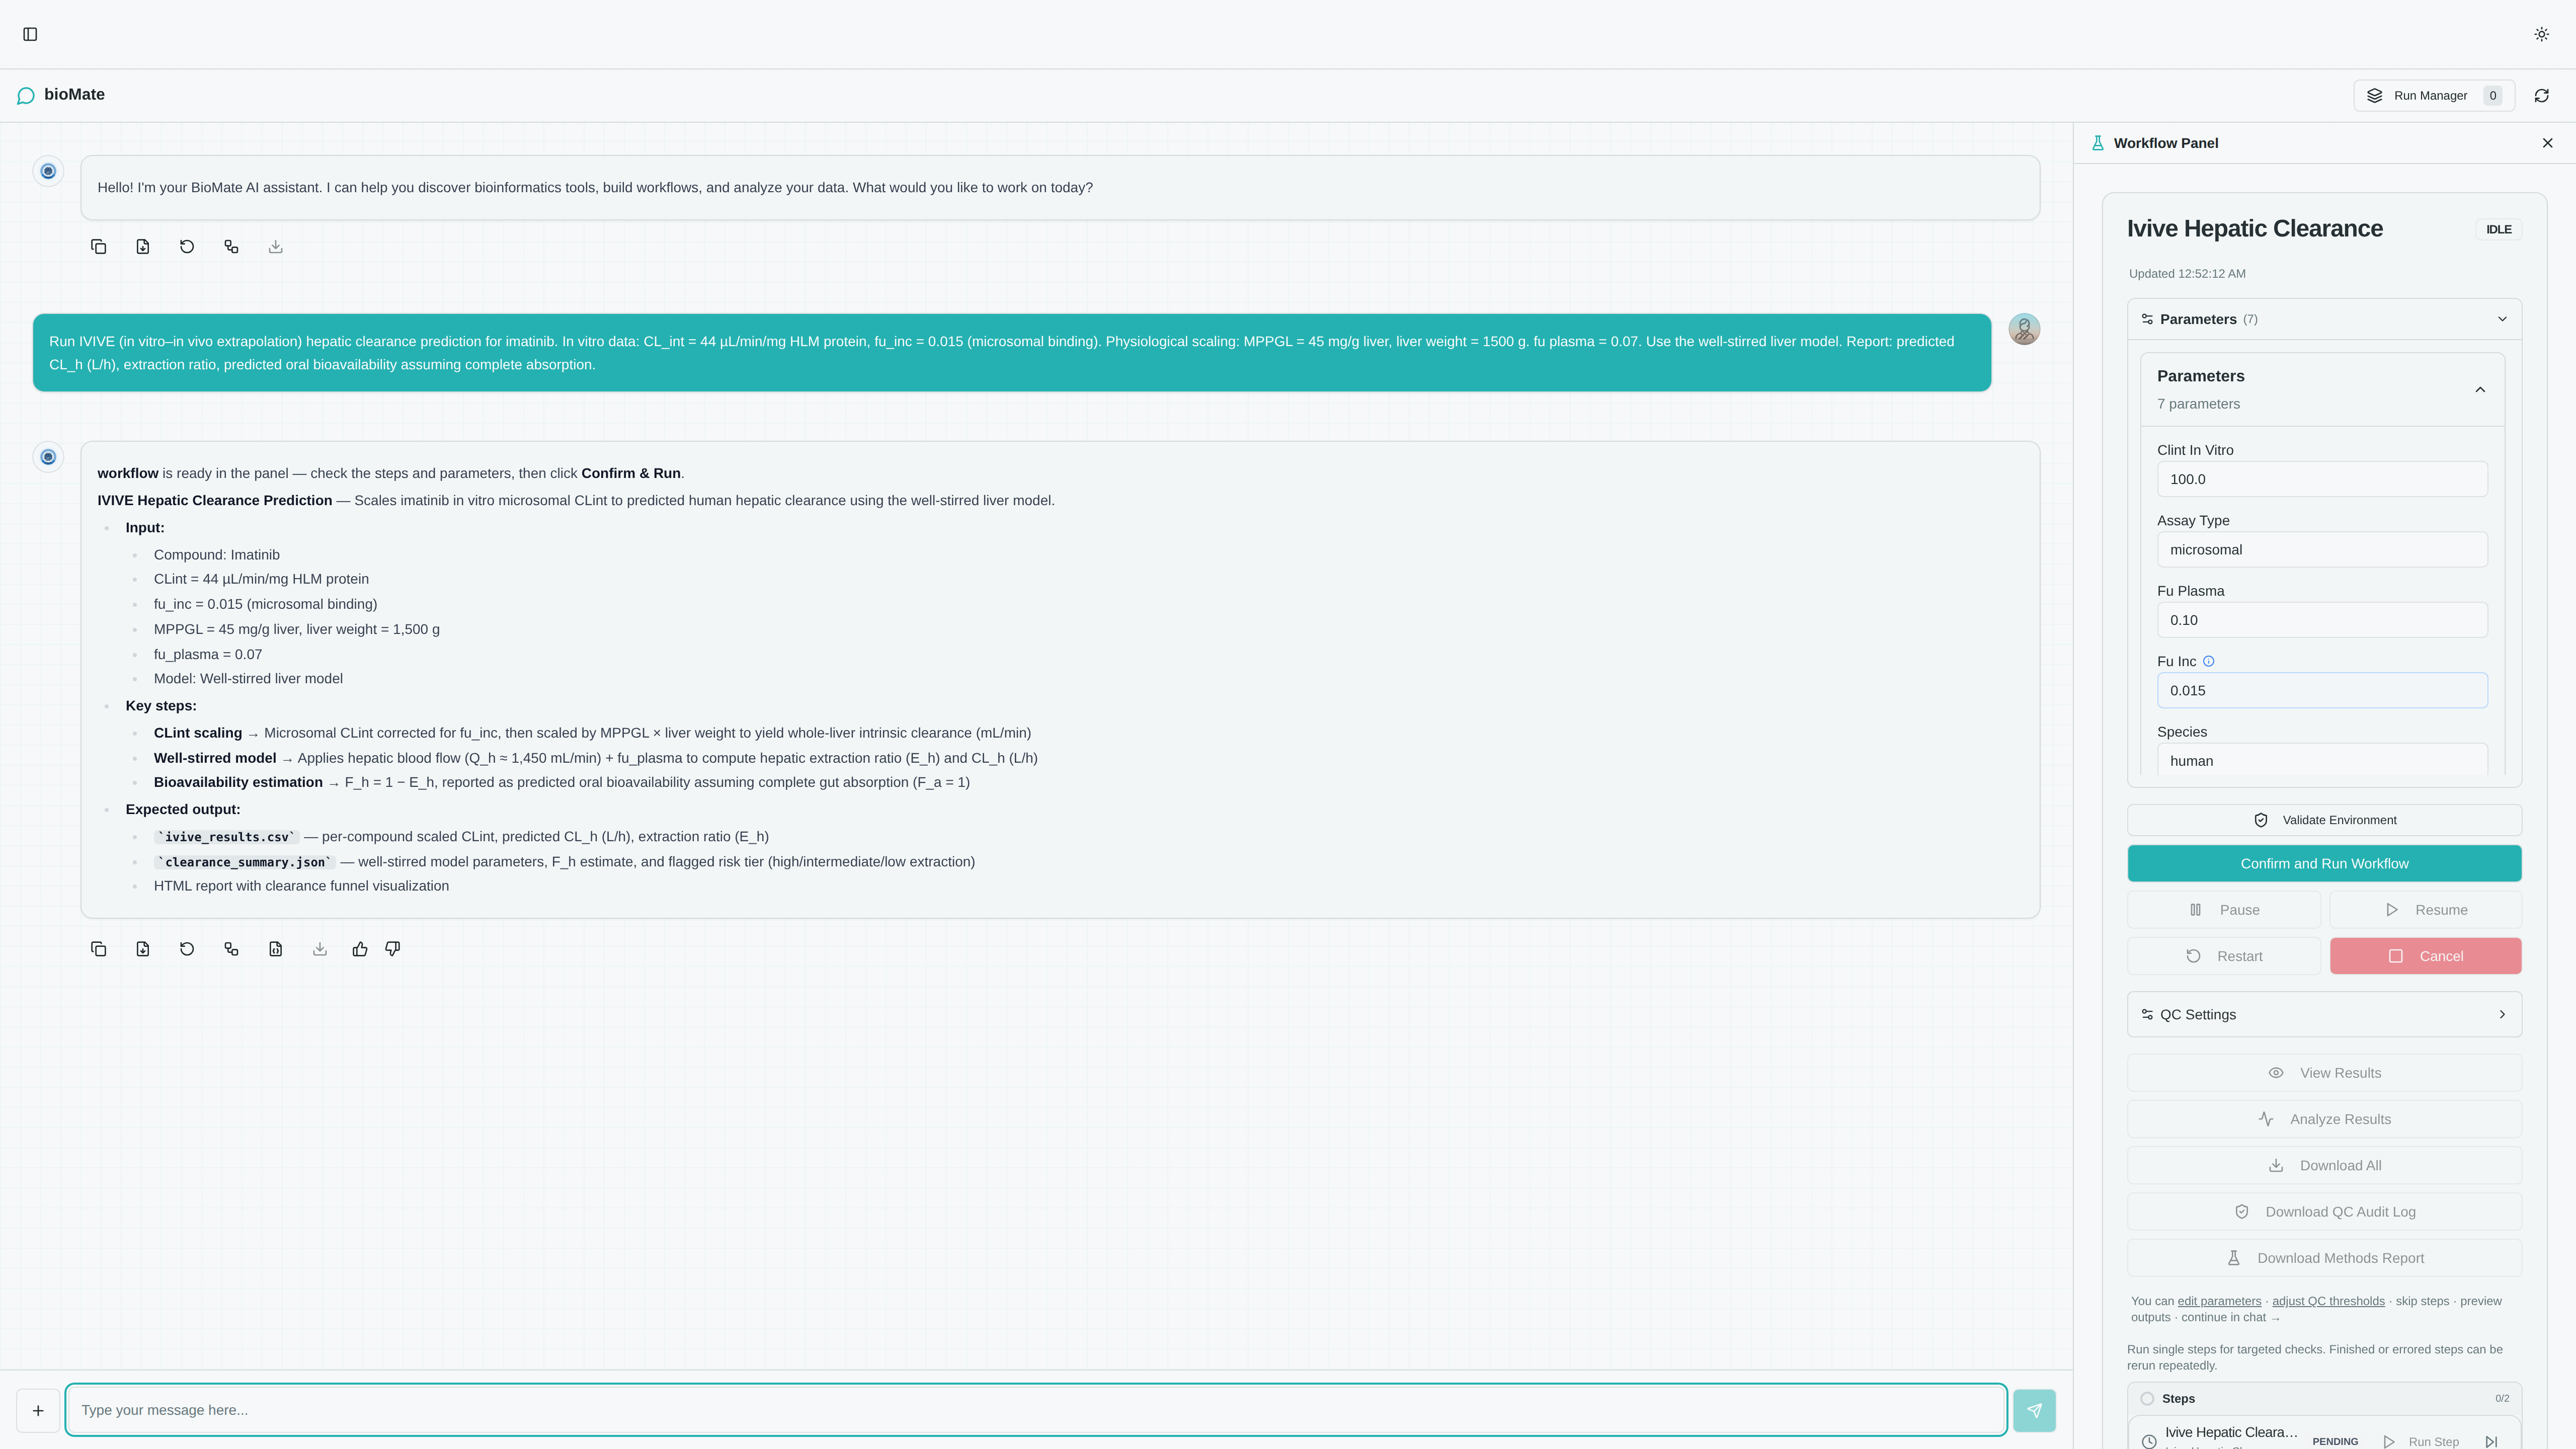 bioMate
Run Manager 0
Hello! I'm your BioMate AI assistant. I can help you discover bioinformatics tools, build workflows, and analyze your data. What would you like to work on today?
Run IVIVE (in vitro–in vivo extrapolation) hepatic clearance prediction for imatinib. In vitro data: CL_int = 44 µL/min/mg HLM protein, fu_inc = 0.015 (microsomal binding). Physiological scaling: MPPGL = 45 mg/g liver, liver weight = 1500 g. fu plasma = 0.07. Use the well-stirred liver model. Report: predicted
CL_h (L/h), extraction ratio, predicted oral bioavailability assuming complete absorption.
workflow is ready in the panel — check the steps and parameters, then click Confirm & Run.
IVIVE Hepatic Clearance Prediction — Scales imatinib in vitro microsomal CLint to predicted human hepatic clearance using the well-stirred liver model.
Input:
Compound: Imatinib
CLint = 44 µL/min/mg HLM protein
fu_inc = 0.015 (microsomal binding)
MPPGL = 45 mg/g liver, liver weight = 1,500 g
fu_plasma = 0.07
Model: Well-stirred liver model
Key steps:
CLint scaling → Microsomal CLint corrected for fu_inc, then scaled by MPPGL × liver weight to yield whole-liver intrinsic clearance (mL/min)
Well-stirred model → Applies hepatic blood flow (Q_h ≈ 1,450 mL/min) + fu_plasma to compute hepatic extraction ratio (E_h) and CL_h (L/h)
Bioavailability estimation → F_h = 1 − E_h, reported as predicted oral bioavailability assuming complete gut absorption (F_a = 1)
Expected output:
`ivive_results.csv` — per-compound scaled CLint, predicted CL_h (L/h), extraction ratio (E_h)
`clearance_summary.json` — well-stirred model parameters, F_h estimate, and flagged risk tier (high/intermediate/low extraction)
HTML report with clearance funnel visualization
Type your message here...
Workflow Panel
Ivive Hepatic Clearance IDLE
Updated 12:52:12 AM
Parameters (7)
Parameters
7 parameters
Clint In Vitro
100.0
Assay Type
microsomal
Fu Plasma
0.10
Fu Inc
0.015
Species
human
Validate Environment
Confirm and Run Workflow
Pause Resume
Restart Cancel
QC Settings
View Results
Analyze Results
Download All
Download QC Audit Log
Download Methods Report
You can edit parameters · adjust QC thresholds · skip steps · preview
outputs · continue in chat →
Run single steps for targeted checks. Finished or errored steps can be
rerun repeatedly.
Steps 0/2
Ivive Hepatic Cleara… PENDING Run Step